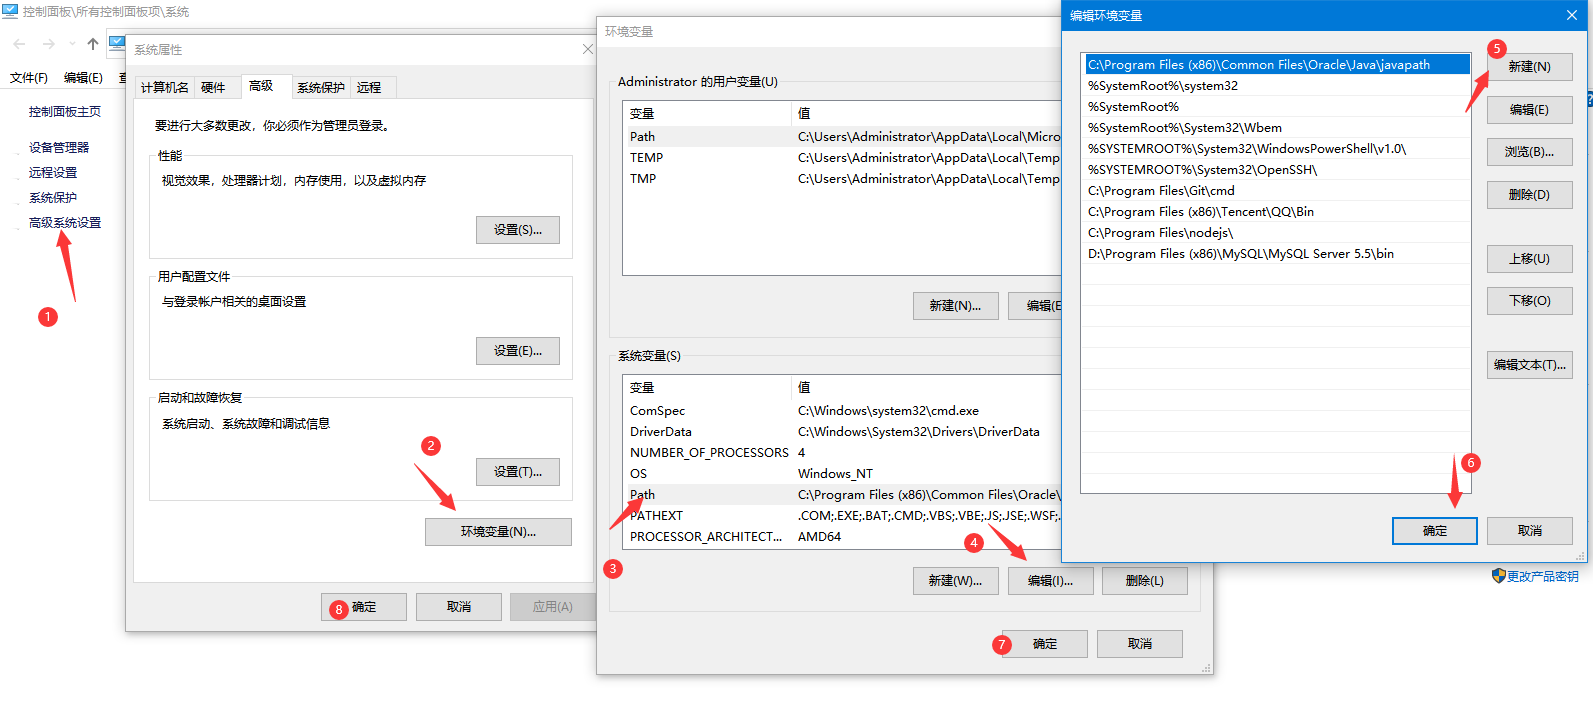 控制面板\所有控制面板项\系统
文件(F) 编辑(E) 查
控制面板主页
设备管理器
远程设置
系统保护
高级系统设置
1
系统属性
计算机名 硬件 高级 系统保护 远程
要进行大多数更改，你必须作为管理员登录。
性能
视觉效果，处理器计划，内存使用，以及虚拟内存
设置(S)...
用户配置文件
与登录帐户相关的桌面设置
设置(E)...
启动和故障恢复
系统启动、系统故障和调试信息
2
设置(T)...
环境变量(N)...
8 确定 取消 应用(A)
环境变量
Administrator 的用户变量(U)
变量 值
Path C:\Users\Administrator\AppData\Local\Micro
TEMP C:\Users\Administrator\AppData\Local\Temp
TMP C:\Users\Administrator\AppData\Local\Temp
新建(N)... 编辑(E
系统变量(S)
变量 值
ComSpec C:\Windows\system32\cmd.exe
DriverData C:\Windows\System32\Drivers\DriverData
NUMBER_OF_PROCESSORS 4
OS Windows_NT
Path C:\Program Files (x86)\Common Files\Oracle\
PATHEXT .COM;.EXE;.BAT;.CMD;.VBS;.VBE;.JS;.JSE;.WSF;.
PROCESSOR_ARCHITECT... AMD64
3
4
新建(W)... 编辑(I)... 删除(L)
7 确定 取消
编辑环境变量
5
C:\Program Files (x86)\Common Files\Oracle\Java\javapath
%SystemRoot%\system32
%SystemRoot%
%SystemRoot%\System32\Wbem
%SYSTEMROOT%\System32\WindowsPowerShell\v1.0\
%SYSTEMROOT%\System32\OpenSSH\
C:\Program Files\Git\cmd
C:\Program Files (x86)\Tencent\QQ\Bin
C:\Program Files\nodejs\
D:\Program Files (x86)\MySQL\MySQL Server 5.5\bin
新建(N)
编辑(E)
浏览(B)...
删除(D)
上移(U)
下移(O)
编辑文本(T)...
6
确定 取消
更改产品密钥